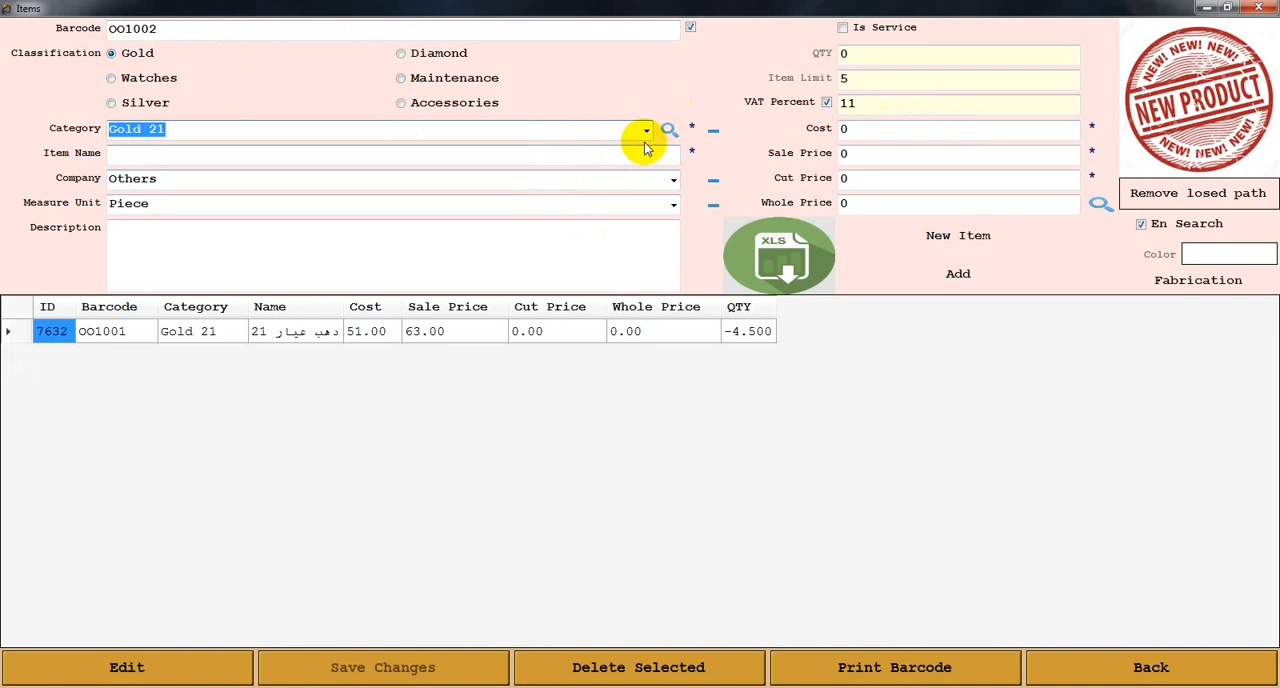 Items
Barcode OO1002
Classification Gold Diamond
Watches Maintenance
Silver Accessories
Category Gold 21 *
Item Name *
Company Others
Measure Unit Piece
Description
Is Service
QTY 0
Item Limit 5
VAT Percent 11
Cost 0 *
Sale Price 0 *
Cut Price 0 *
Whole Price 0
XLS
New Item
Add
NEW! NEW! NEW!
NEW PRODUCT
NEW! NEW! NEW!
Remove losed path
En Search
Color
Fabrication
ID Barcode Category Name Cost Sale Price Cut Price Whole Price QTY
7632 OO1001 Gold 21 دهب عيار 21 51.00 63.00 0.00 0.00 -4.500
Edit Save Changes Delete Selected Print Barcode Back